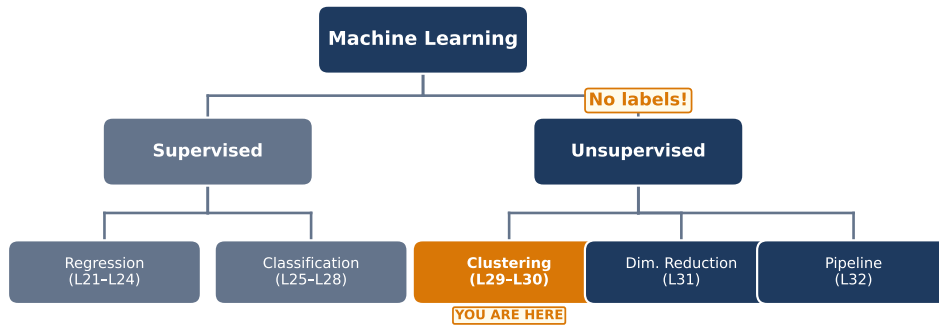 Machine Learning
No labels!
Supervised
Unsupervised
Regression
(L21–L24)
Classification
(L25–L28)
Clustering
(L29–L30)
Dim. Reduction
(L31)
Pipeline
(L32)
YOU ARE HERE